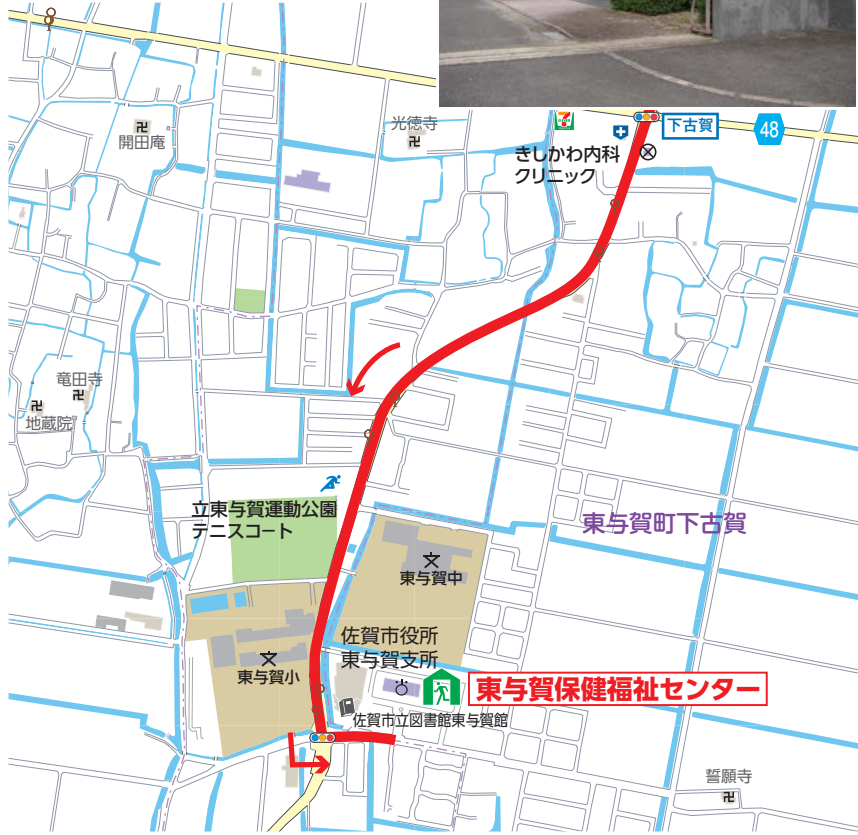 光徳寺
開田庵
7
下古賀
48
きしかわ内科
クリニック
竜田寺
地蔵院
立東与賀運動公園
テニスコート
東与賀町下古賀
東与賀中
佐賀市役所
東与賀支所
東与賀小
東与賀保健福祉センター
佐賀市立図書館東与賀館
誓願寺